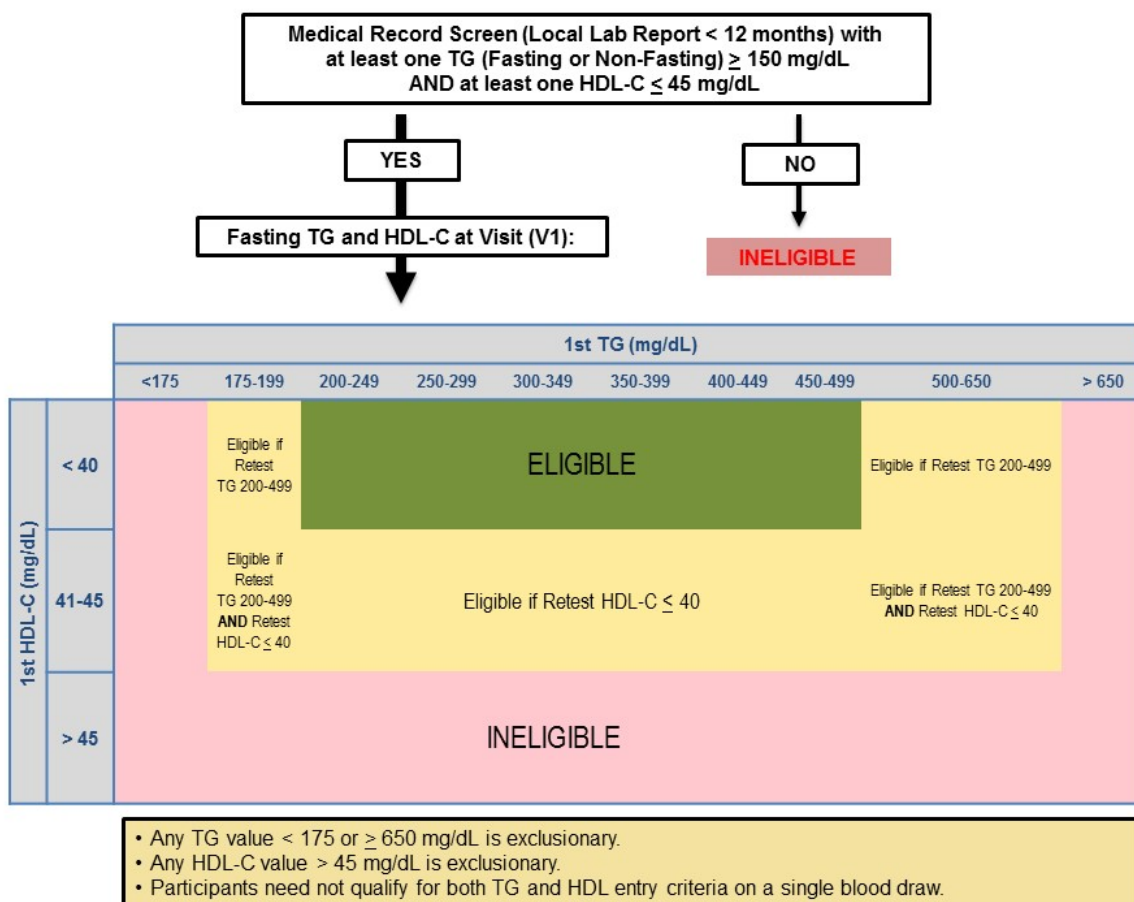 Medical Record Screen (Local Lab Report < 12 months) with
at least one TG (Fasting or Non-Fasting) ≥ 150 mg/dL
AND at least one HDL-C ≤ 45 mg/dL
YES
NO
Fasting TG and HDL-C at Visit (V1):
INELIGIBLE
1st TG (mg/dL)
<175 175-199 200-249 250-299 300-349 350-399 400-449 450-499 500-650 > 650
1st HDL-C (mg/dL)
< 40
Eligible if
Retest
TG 200-499
ELIGIBLE
Eligible if Retest TG 200-499
41-45
Eligible if
Retest
TG 200-499
AND Retest
HDL-C ≤ 40
Eligible if Retest HDL-C ≤ 40
Eligible if Retest TG 200-499
AND Retest HDL-C ≤ 40
> 45
INELIGIBLE
• Any TG value < 175 or ≥ 650 mg/dL is exclusionary.
• Any HDL-C value > 45 mg/dL is exclusionary.
• Participants need not qualify for both TG and HDL entry criteria on a single blood draw.